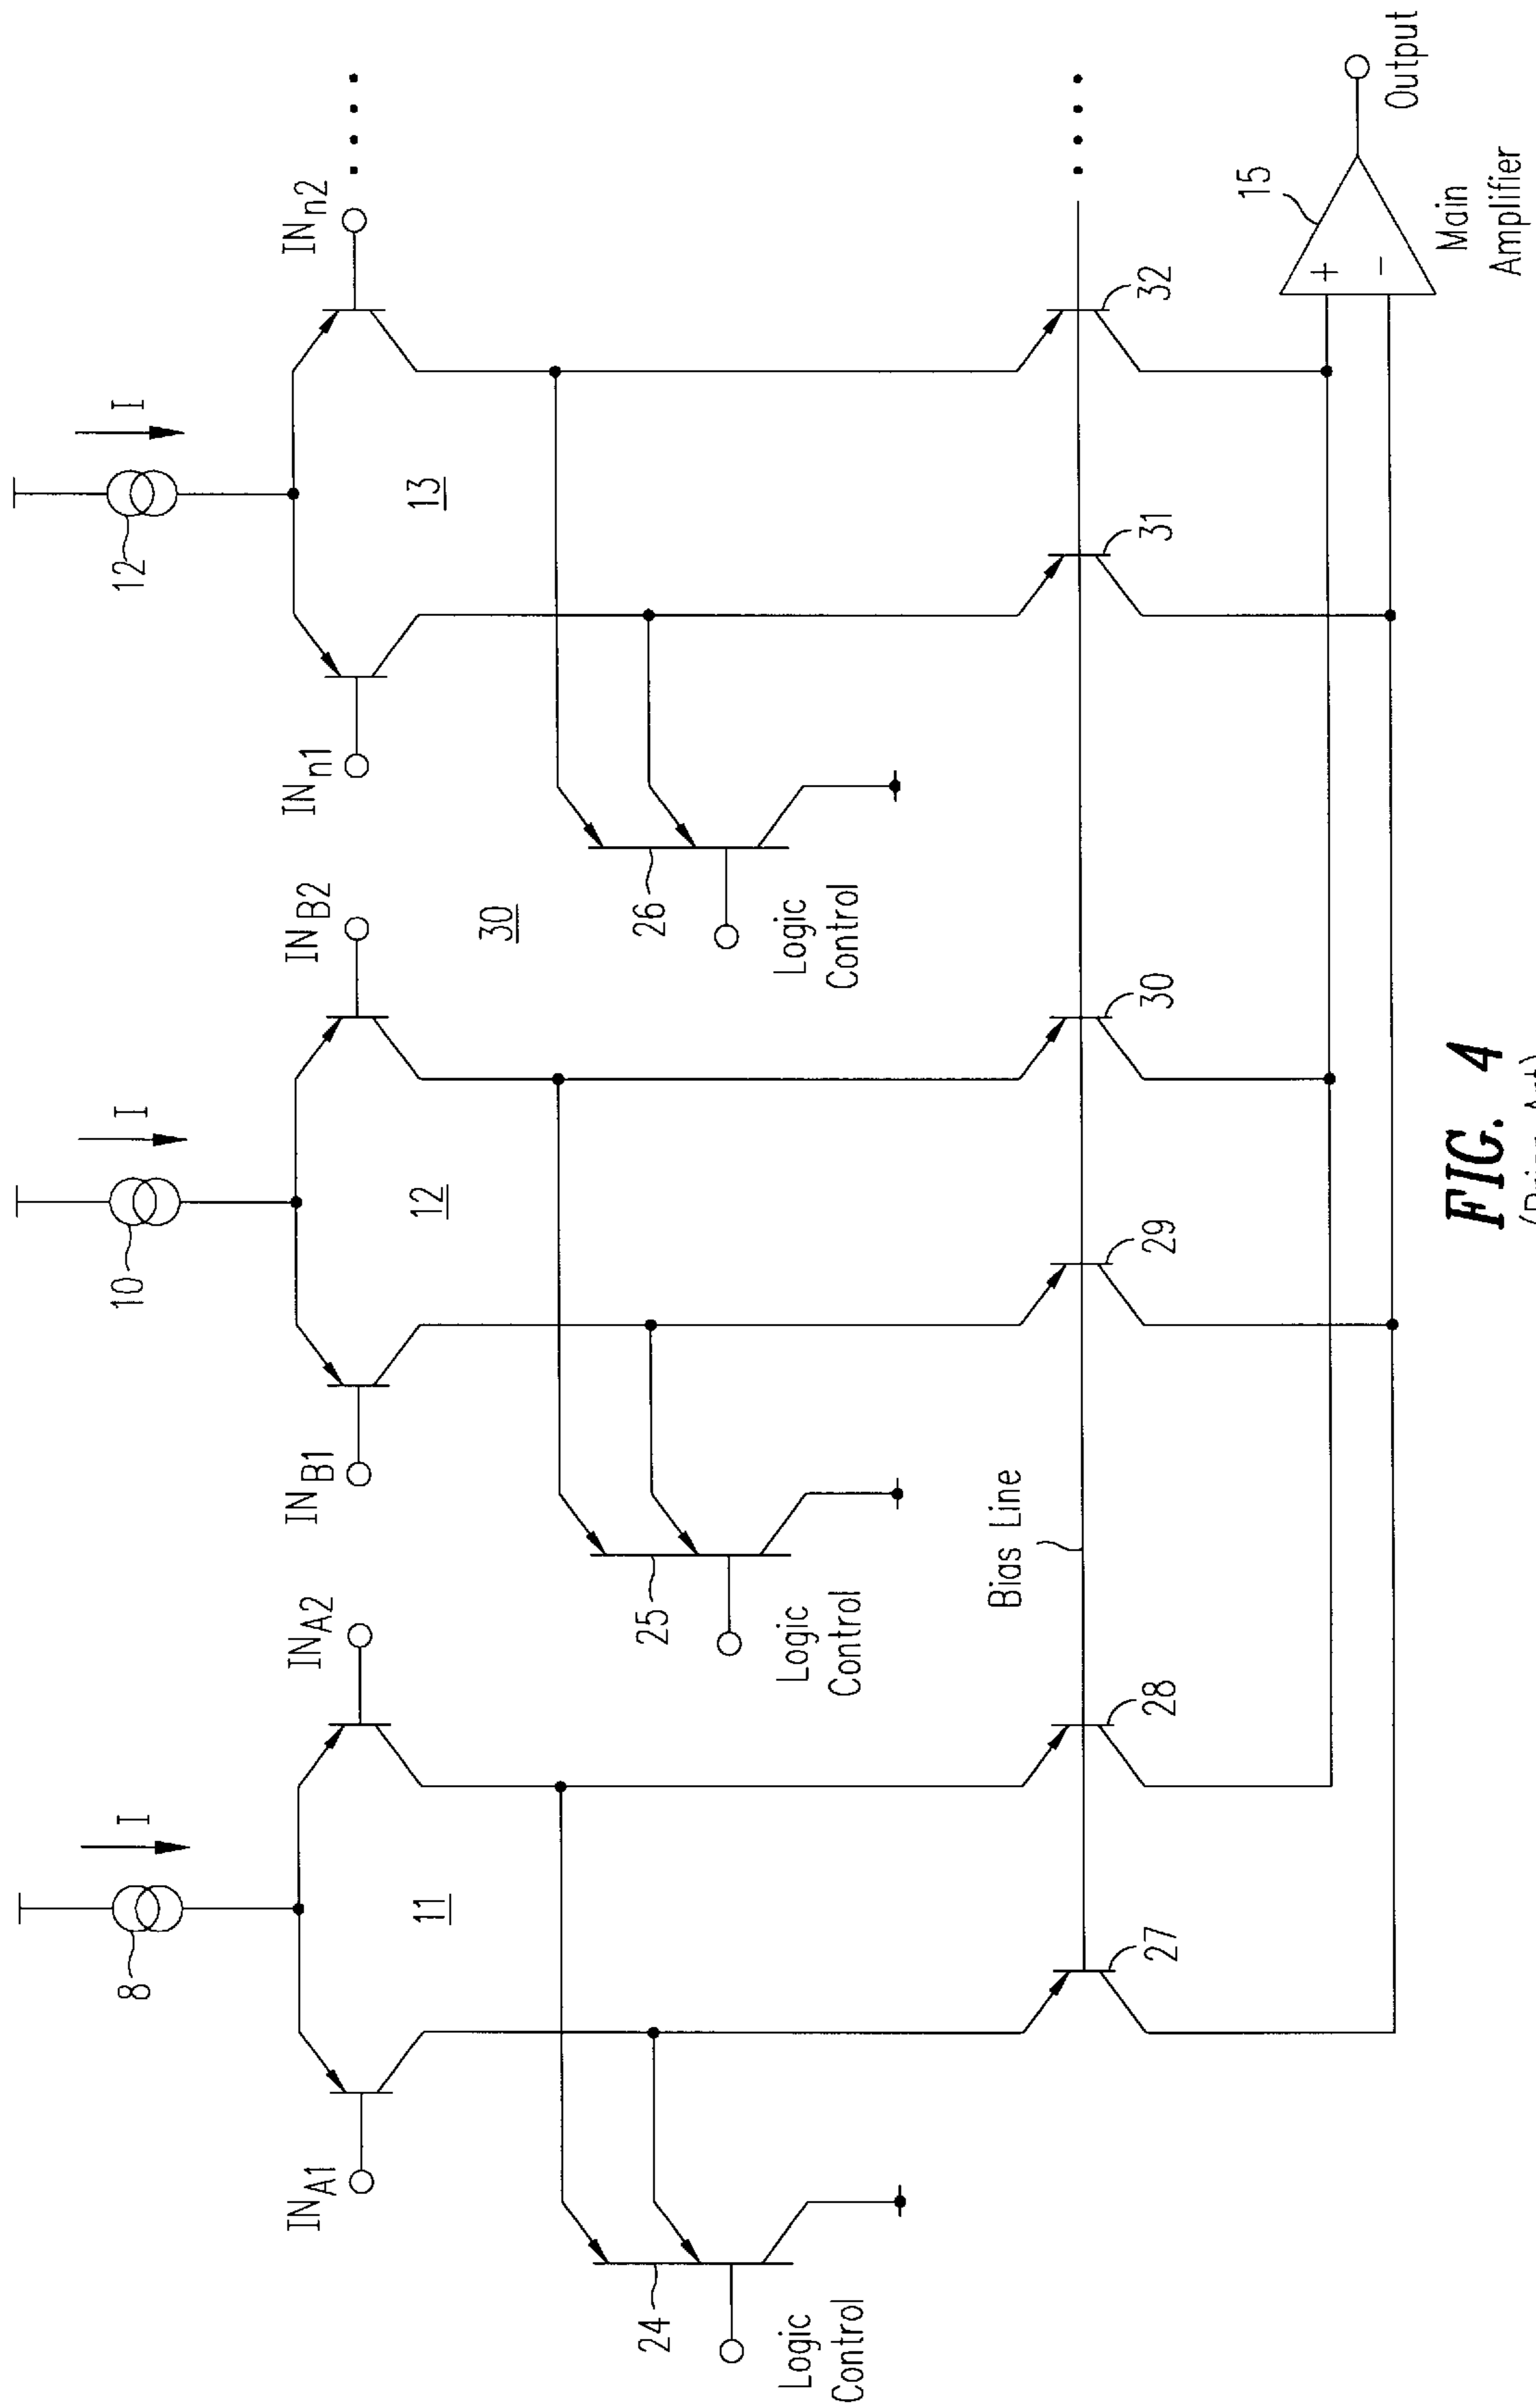 8
I
10
I
12
I
IN A1
IN A2
IN B1
IN B2
IN n1
IN n2
11
12
13
30
24
25
26
Logic
Control
Logic
Control
Logic
Control
Bias Line
27
28
29
30
31
32
15
+
−
Output
Main
Amplifier
FIG. 4
(Prior Art)